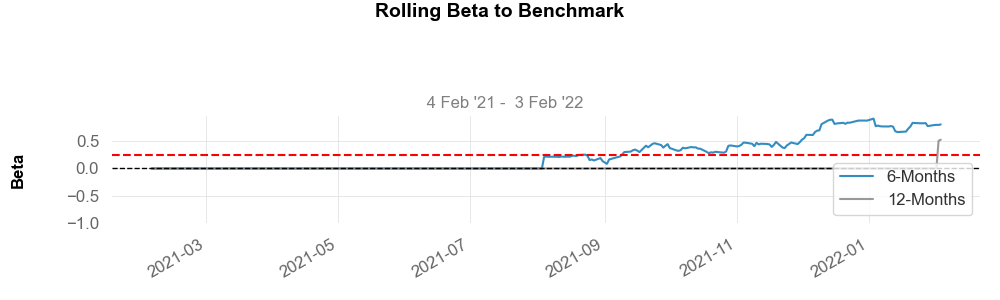 Rolling Beta to Benchmark
4 Feb '21 -  3 Feb '22
Beta
0.5
0.0
−0.5
−1.0
6-Months
12-Months
2021-03
2021-05
2021-07
2021-09
2021-11
2022-01